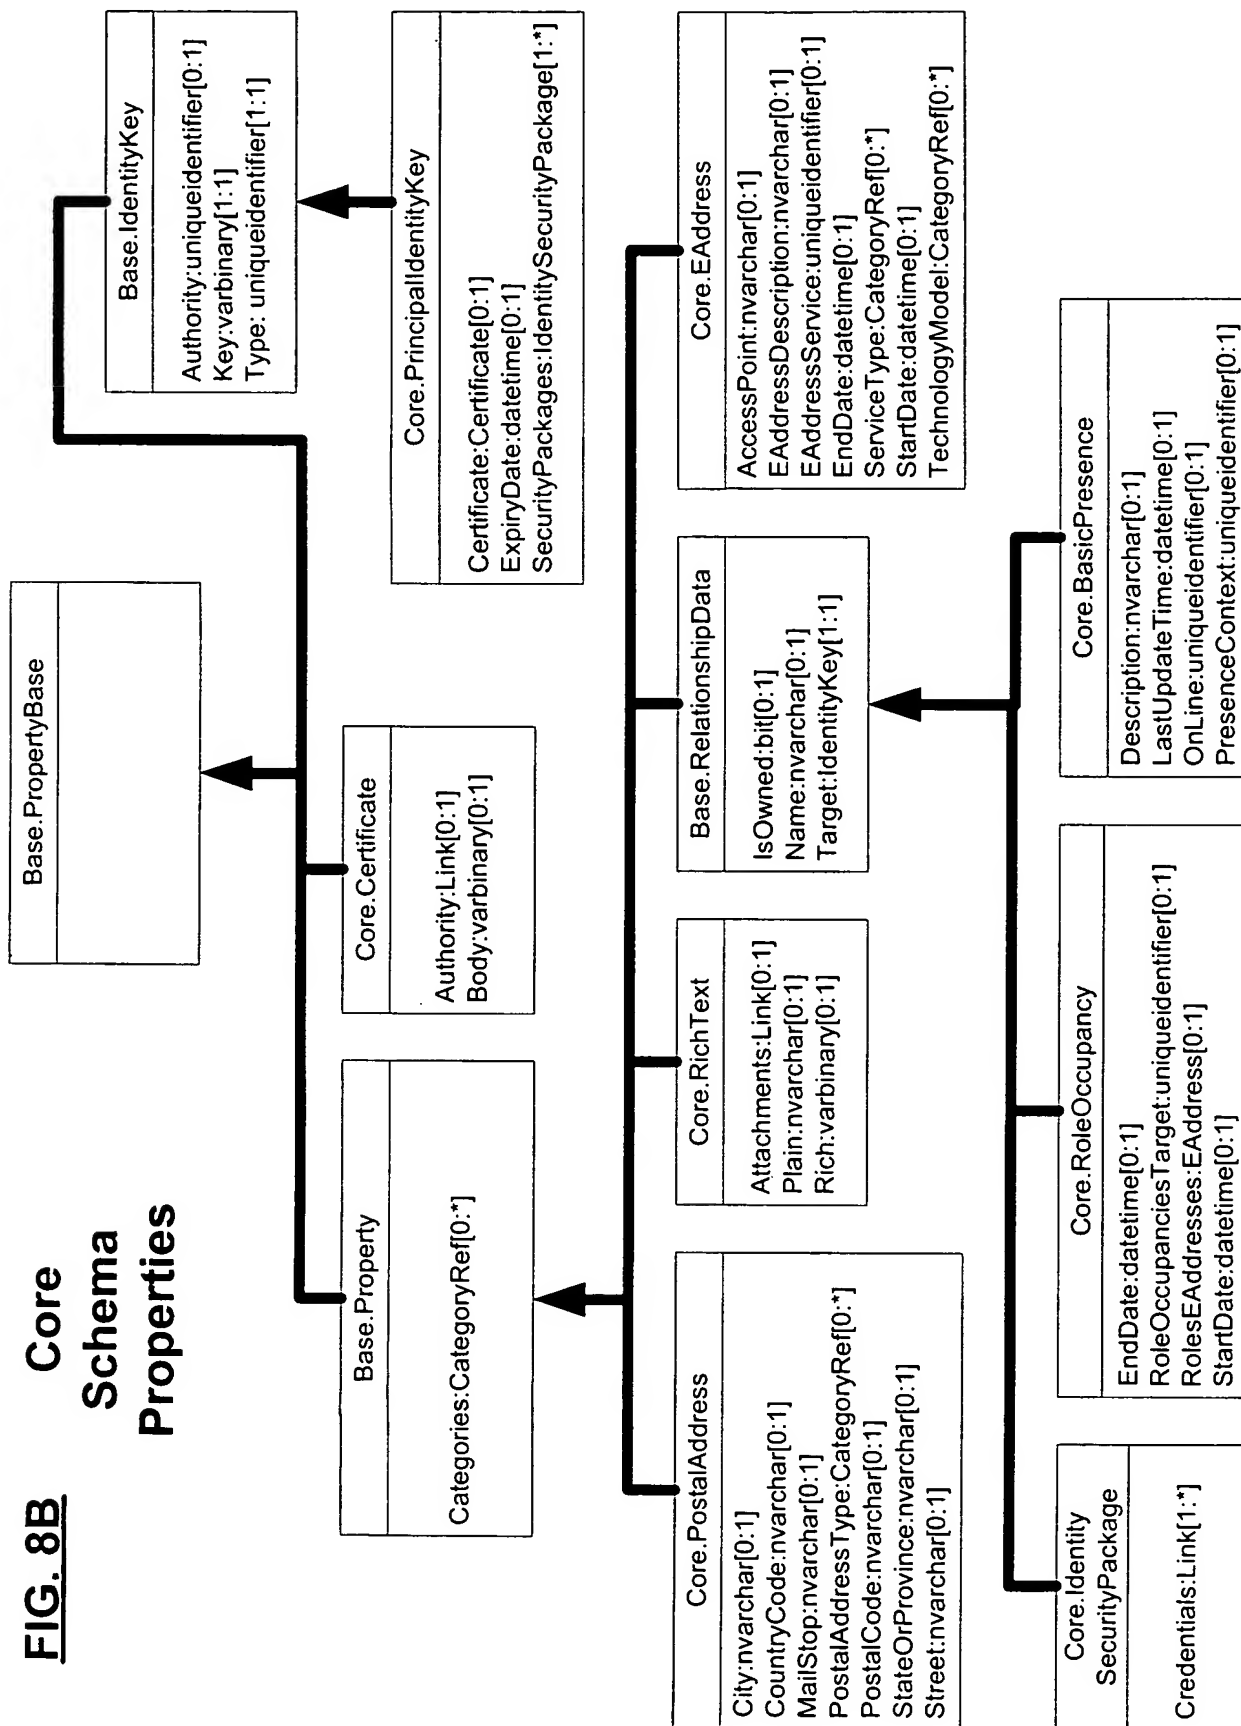 FIG. 8B
Core
Schema
Properties
Base.PropertyBase
Base.Property
Categories:CategoryRef[0:*]
Core.Certificate
Authority:Link[0:1]
Body:varbinary[0:1]
Base.IdentityKey
Authority:uniqueidentifier[0:1]
Key:varbinary[1:1]
Type: uniqueidentifier[1:1]
Core.PrincipalIdentityKey
Certificate:Certificate[0:1]
ExpiryDate:datetime[0:1]
SecurityPackages:IdentitySecurityPackage[1:*]
Core.PostalAddress
City:nvarchar[0:1]
CountryCode:nvarchar[0:1]
MailStop:nvarchar[0:1]
PostalAddressType:CategoryRef[0:*]
PostalCode:nvarchar[0:1]
StateOrProvince:nvarchar[0:1]
Street:nvarchar[0:1]
Core.RichText
Attachments:Link[0:1]
Plain:nvarchar[0:1]
Rich:varbinary[0:1]
Base.RelationshipData
IsOwned:bit[0:1]
Name:nvarchar[0:1]
Target:IdentityKey[1:1]
Core.EAddress
AccessPoint:nvarchar[0:1]
EAddressDescription:nvarchar[0:1]
EAddressService:uniqueidentifier[0:1]
EndDate:datetime[0:1]
ServiceType:CategoryRef[0:*]
StartDate:datetime[0:1]
TechnologyModel:CategoryRef[0:*]
Core.Identity
SecurityPackage
Credentials:Link[1:*]
Core.RoleOccupancy
EndDate:datetime[0:1]
RoleOccupanciesTarget:uniqueidentifier[0:1]
RolesEAddresses:EAddress[0:1]
StartDate:datetime[0:1]
Core.BasicPresence
Description:nvarchar[0:1]
LastUpdateTime:datetime[0:1]
OnLine:uniqueidentifier[0:1]
PresenceContext:uniqueidentifier[0:1]